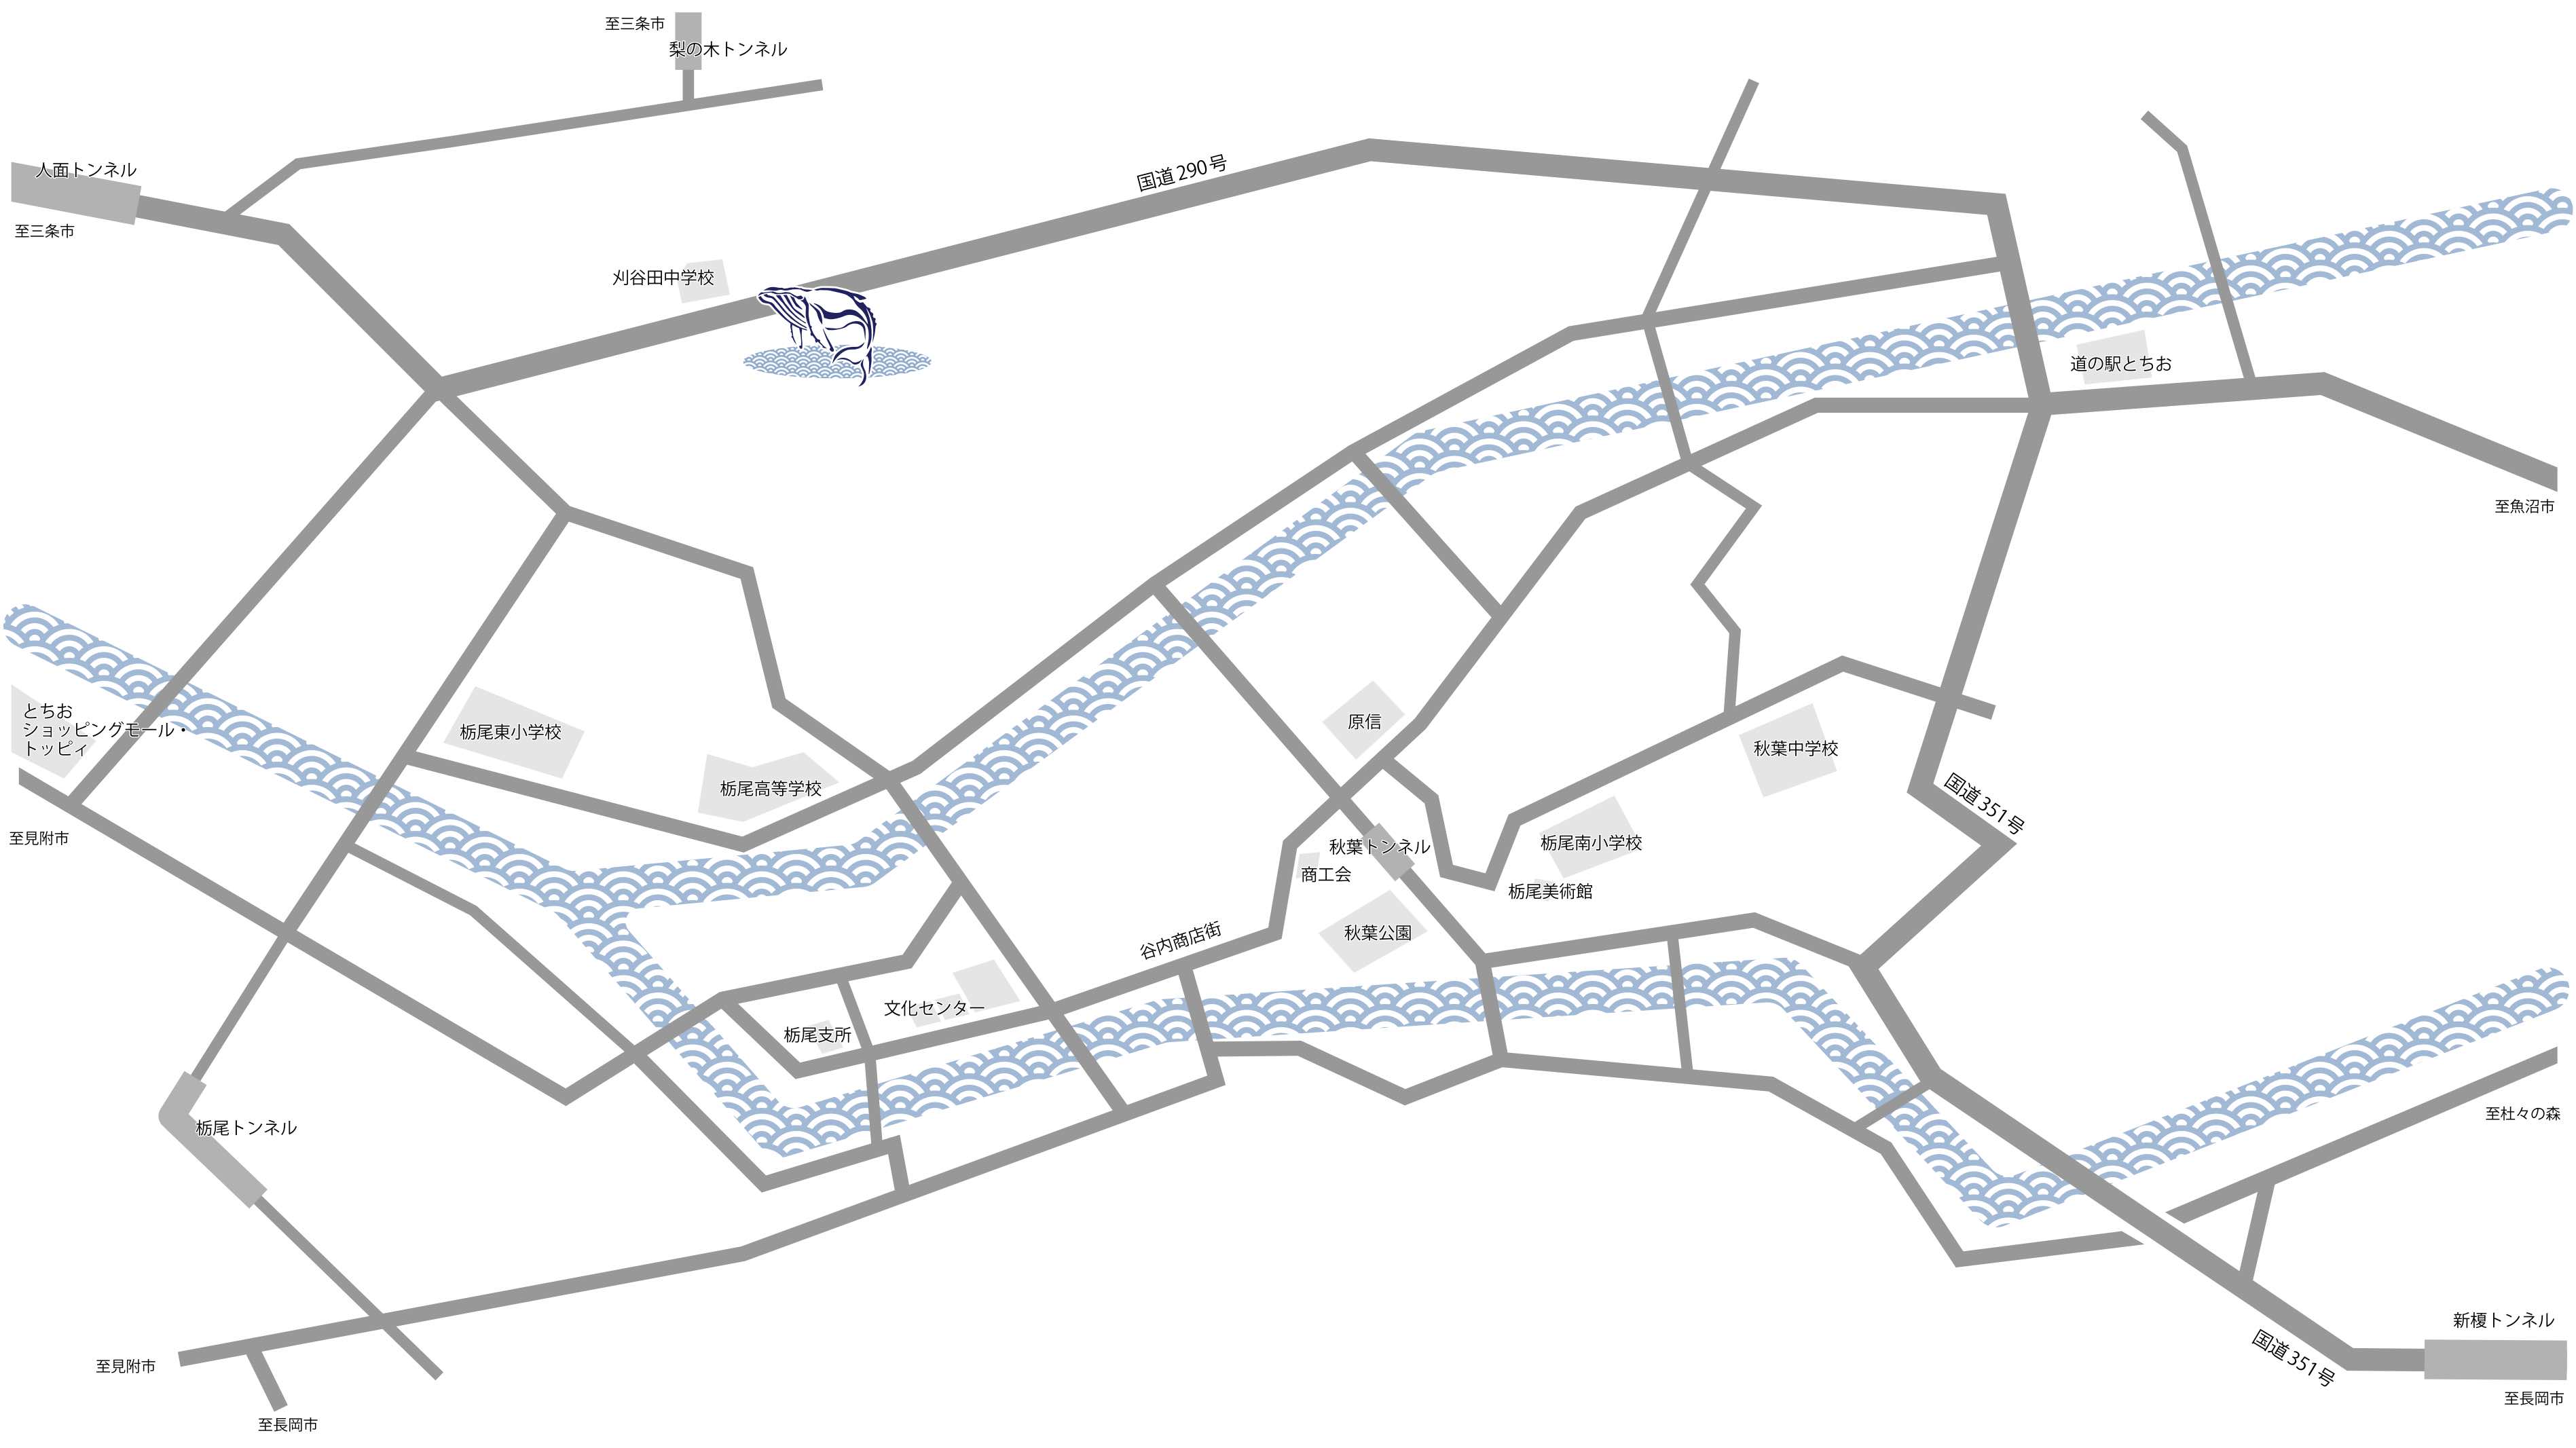 至三条市
梨の木トンネル
人面トンネル
至三条市
国道290号
刈谷田中学校
道の駅とちお
至魚沼市
とちお
ショッピングモール・
トッピィ
栃尾東小学校
栃尾高等学校
原信
秋葉中学校
国道351号
至見附市
秋葉トンネル
商工会
栃尾南小学校
栃尾美術館
谷内商店街
秋葉公園
文化センター
栃尾支所
栃尾トンネル
至杜々の森
新榎トンネル
国道351号
至見附市
至長岡市
至長岡市